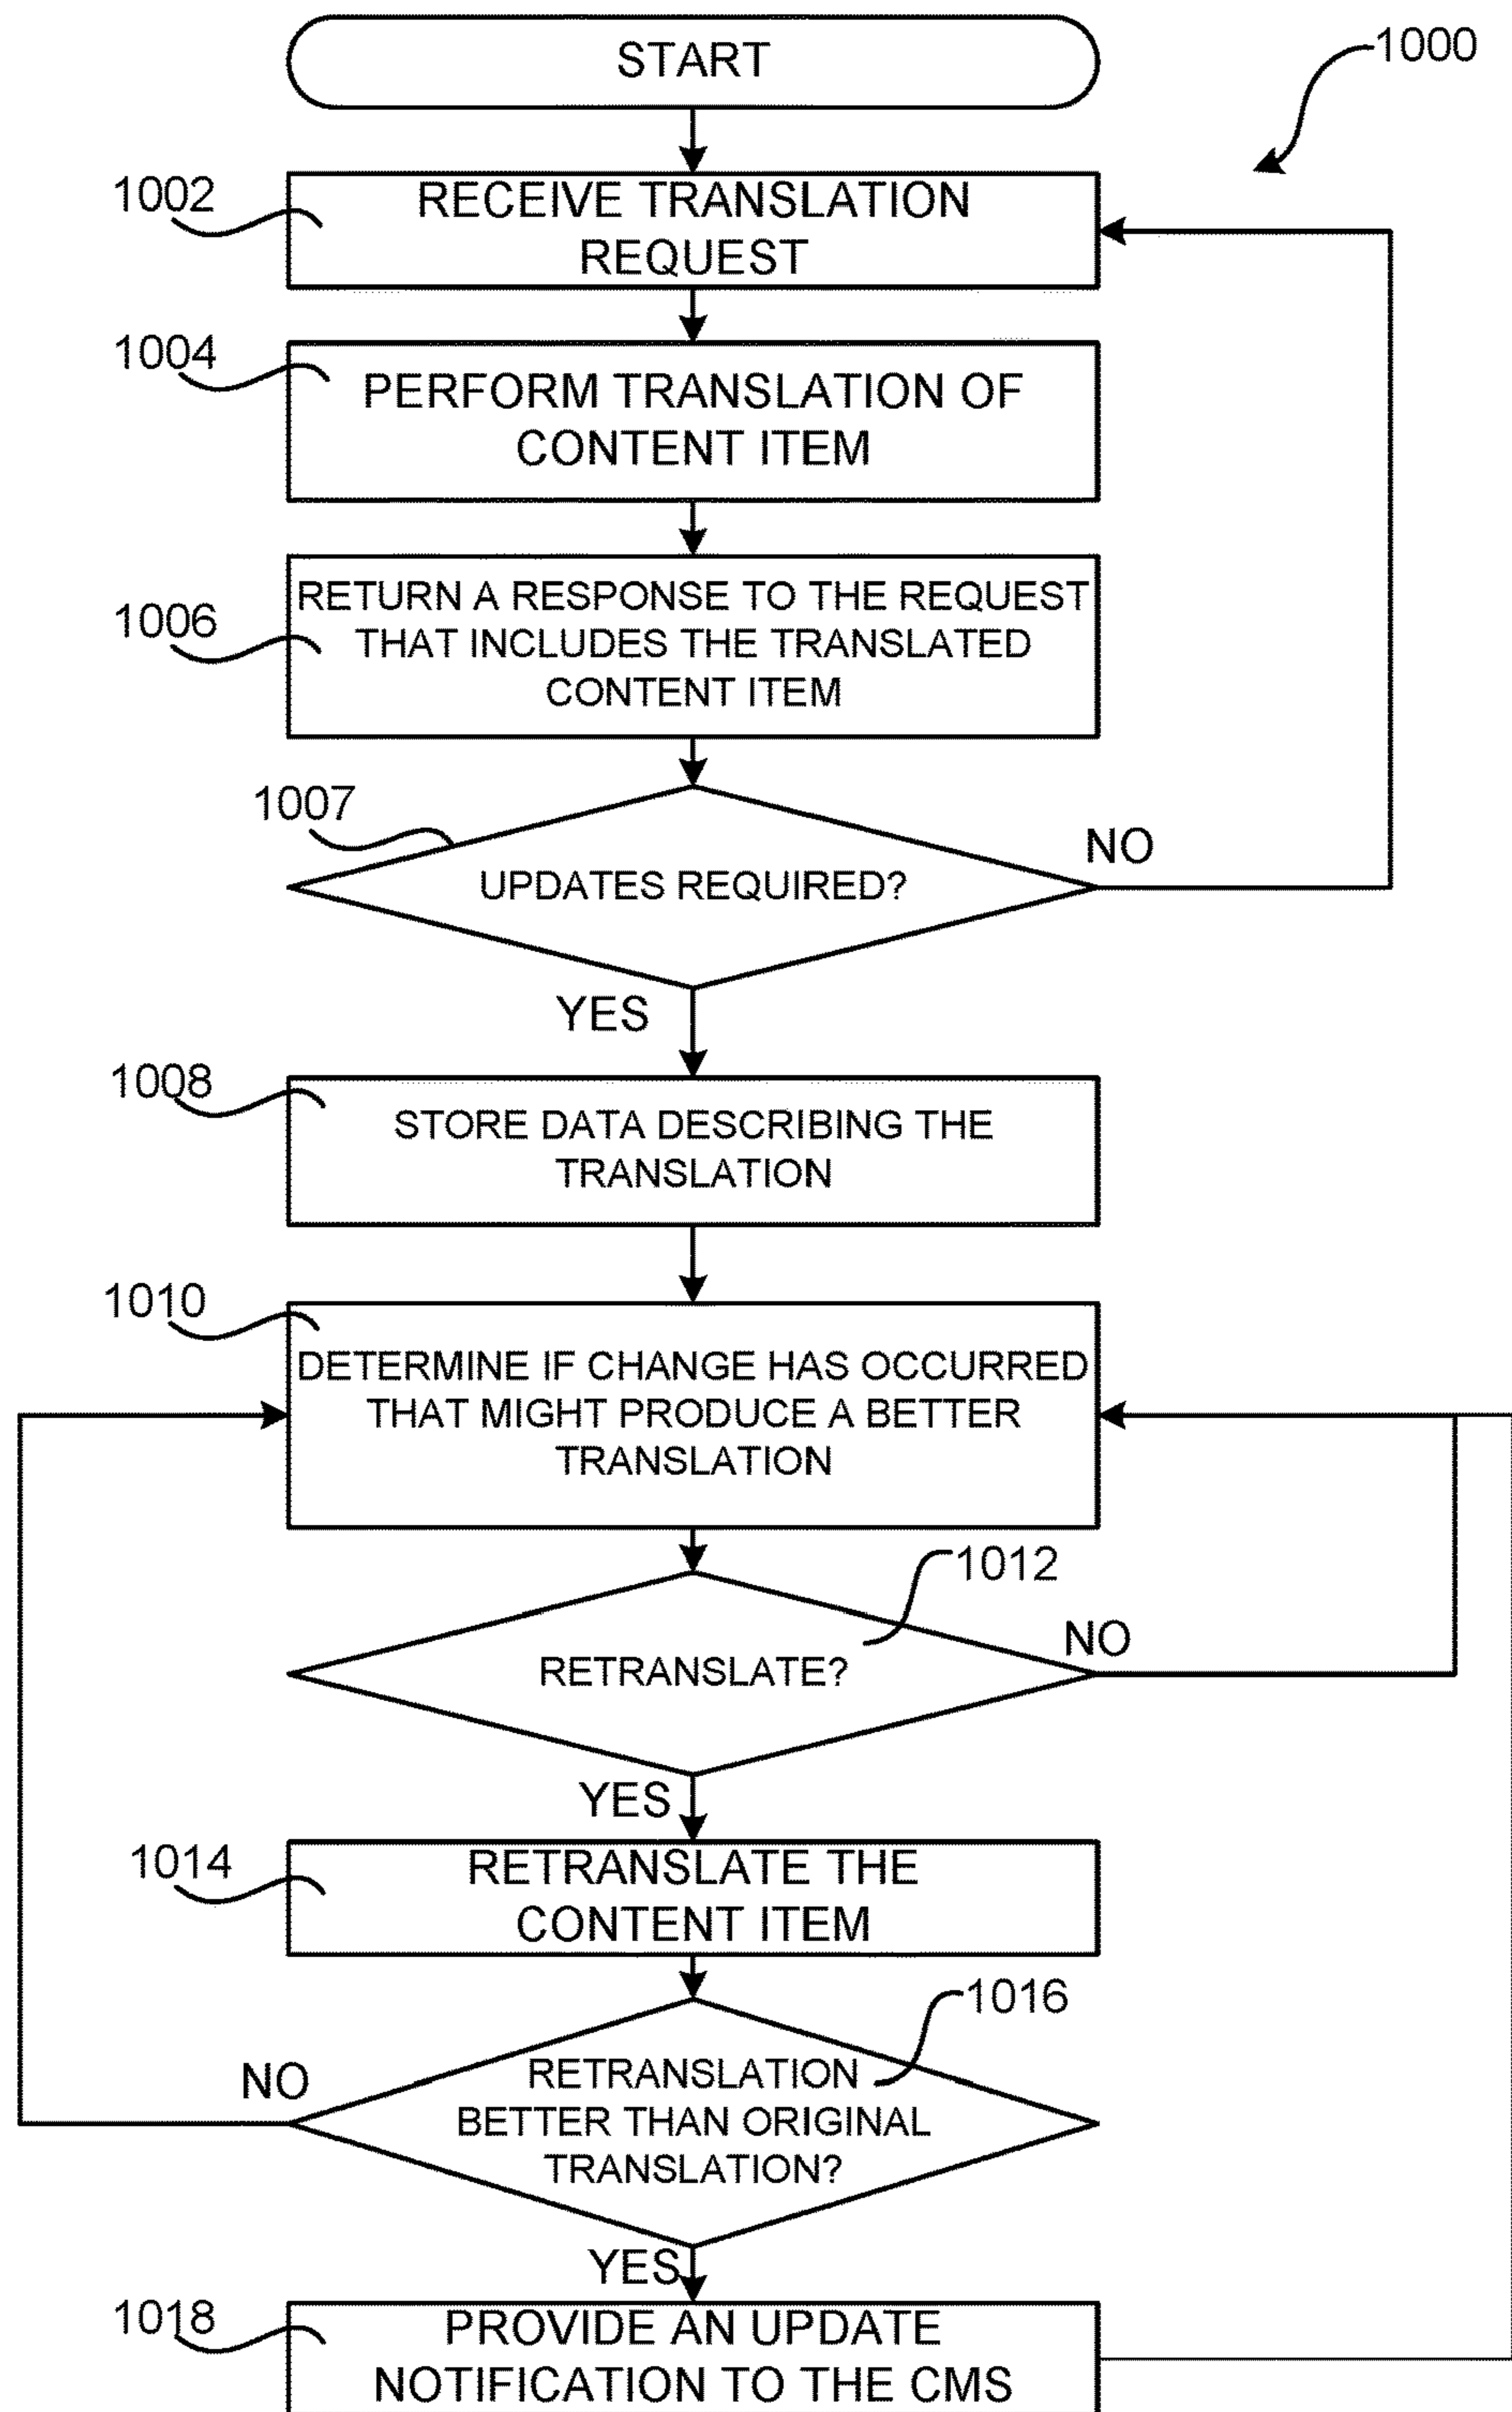 START
1000
1002
RECEIVE TRANSLATION
REQUEST
1004
PERFORM TRANSLATION OF
CONTENT ITEM
1006
RETURN A RESPONSE TO THE REQUEST
THAT INCLUDES THE TRANSLATED
CONTENT ITEM
1007
UPDATES REQUIRED?
NO
YES
1008
STORE DATA DESCRIBING THE
TRANSLATION
1010
DETERMINE IF CHANGE HAS OCCURRED
THAT MIGHT PRODUCE A BETTER
TRANSLATION
1012
RETRANSLATE?
NO
YES
1014
RETRANSLATE THE
CONTENT ITEM
1016
RETRANSLATION
BETTER THAN ORIGINAL
TRANSLATION?
NO
YES
1018
PROVIDE AN UPDATE
NOTIFICATION TO THE CMS